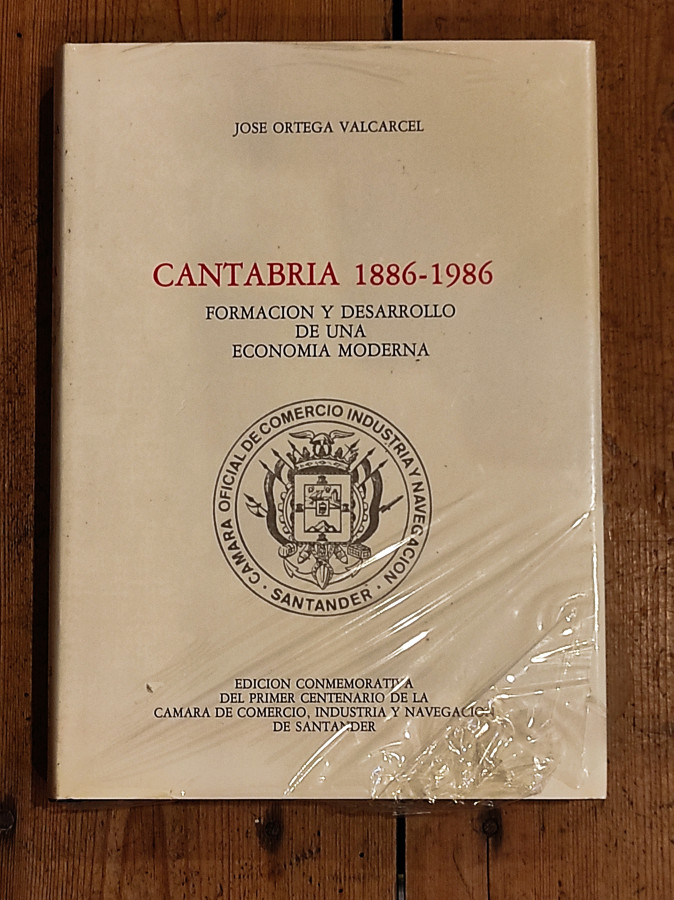 JOSE ORTEGA VALCARCEL
CANTABRIA 1886-1986
FORMACION Y DESARROLLO
DE UNA
ECONOMIA MODERNA
CAMARA OFICIAL DE COMERCIO INDUSTRIA Y NAVEGACION
· SANTANDER ·
EDICION CONMEMORATIVA
DEL PRIMER CENTENARIO DE LA
CAMARA DE COMERCIO, INDUSTRIA Y NAVEGACION
DE SANTANDER